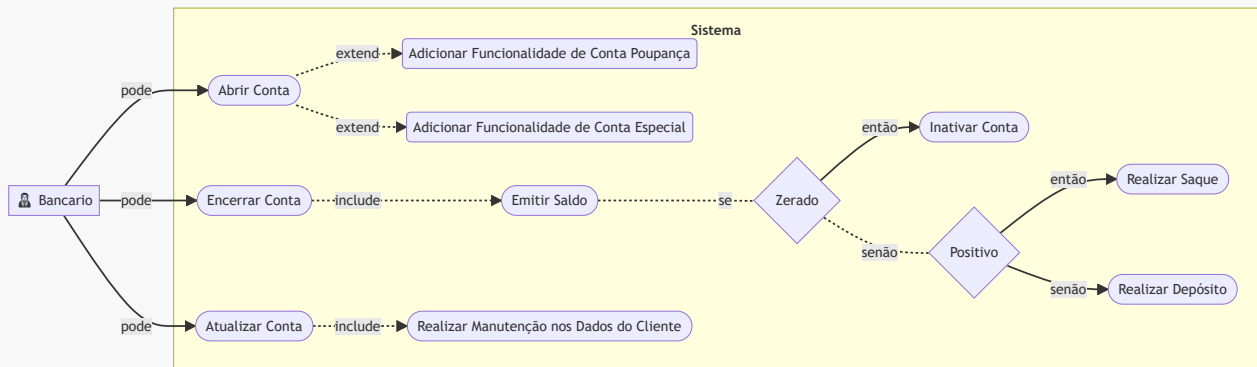 Sistema
extend
Adicionar Funcionalidade de Conta Poupança
pode
Abrir Conta
extend
Adicionar Funcionalidade de Conta Especial
então
Inativar Conta
então
Realizar Saque
Bancario
pode
Encerrar Conta
include
Emitir Saldo
se
Zerado
senão
Positivo
senão
Realizar Depósito
pode
Atualizar Conta
include
Realizar Manutenção nos Dados do Cliente